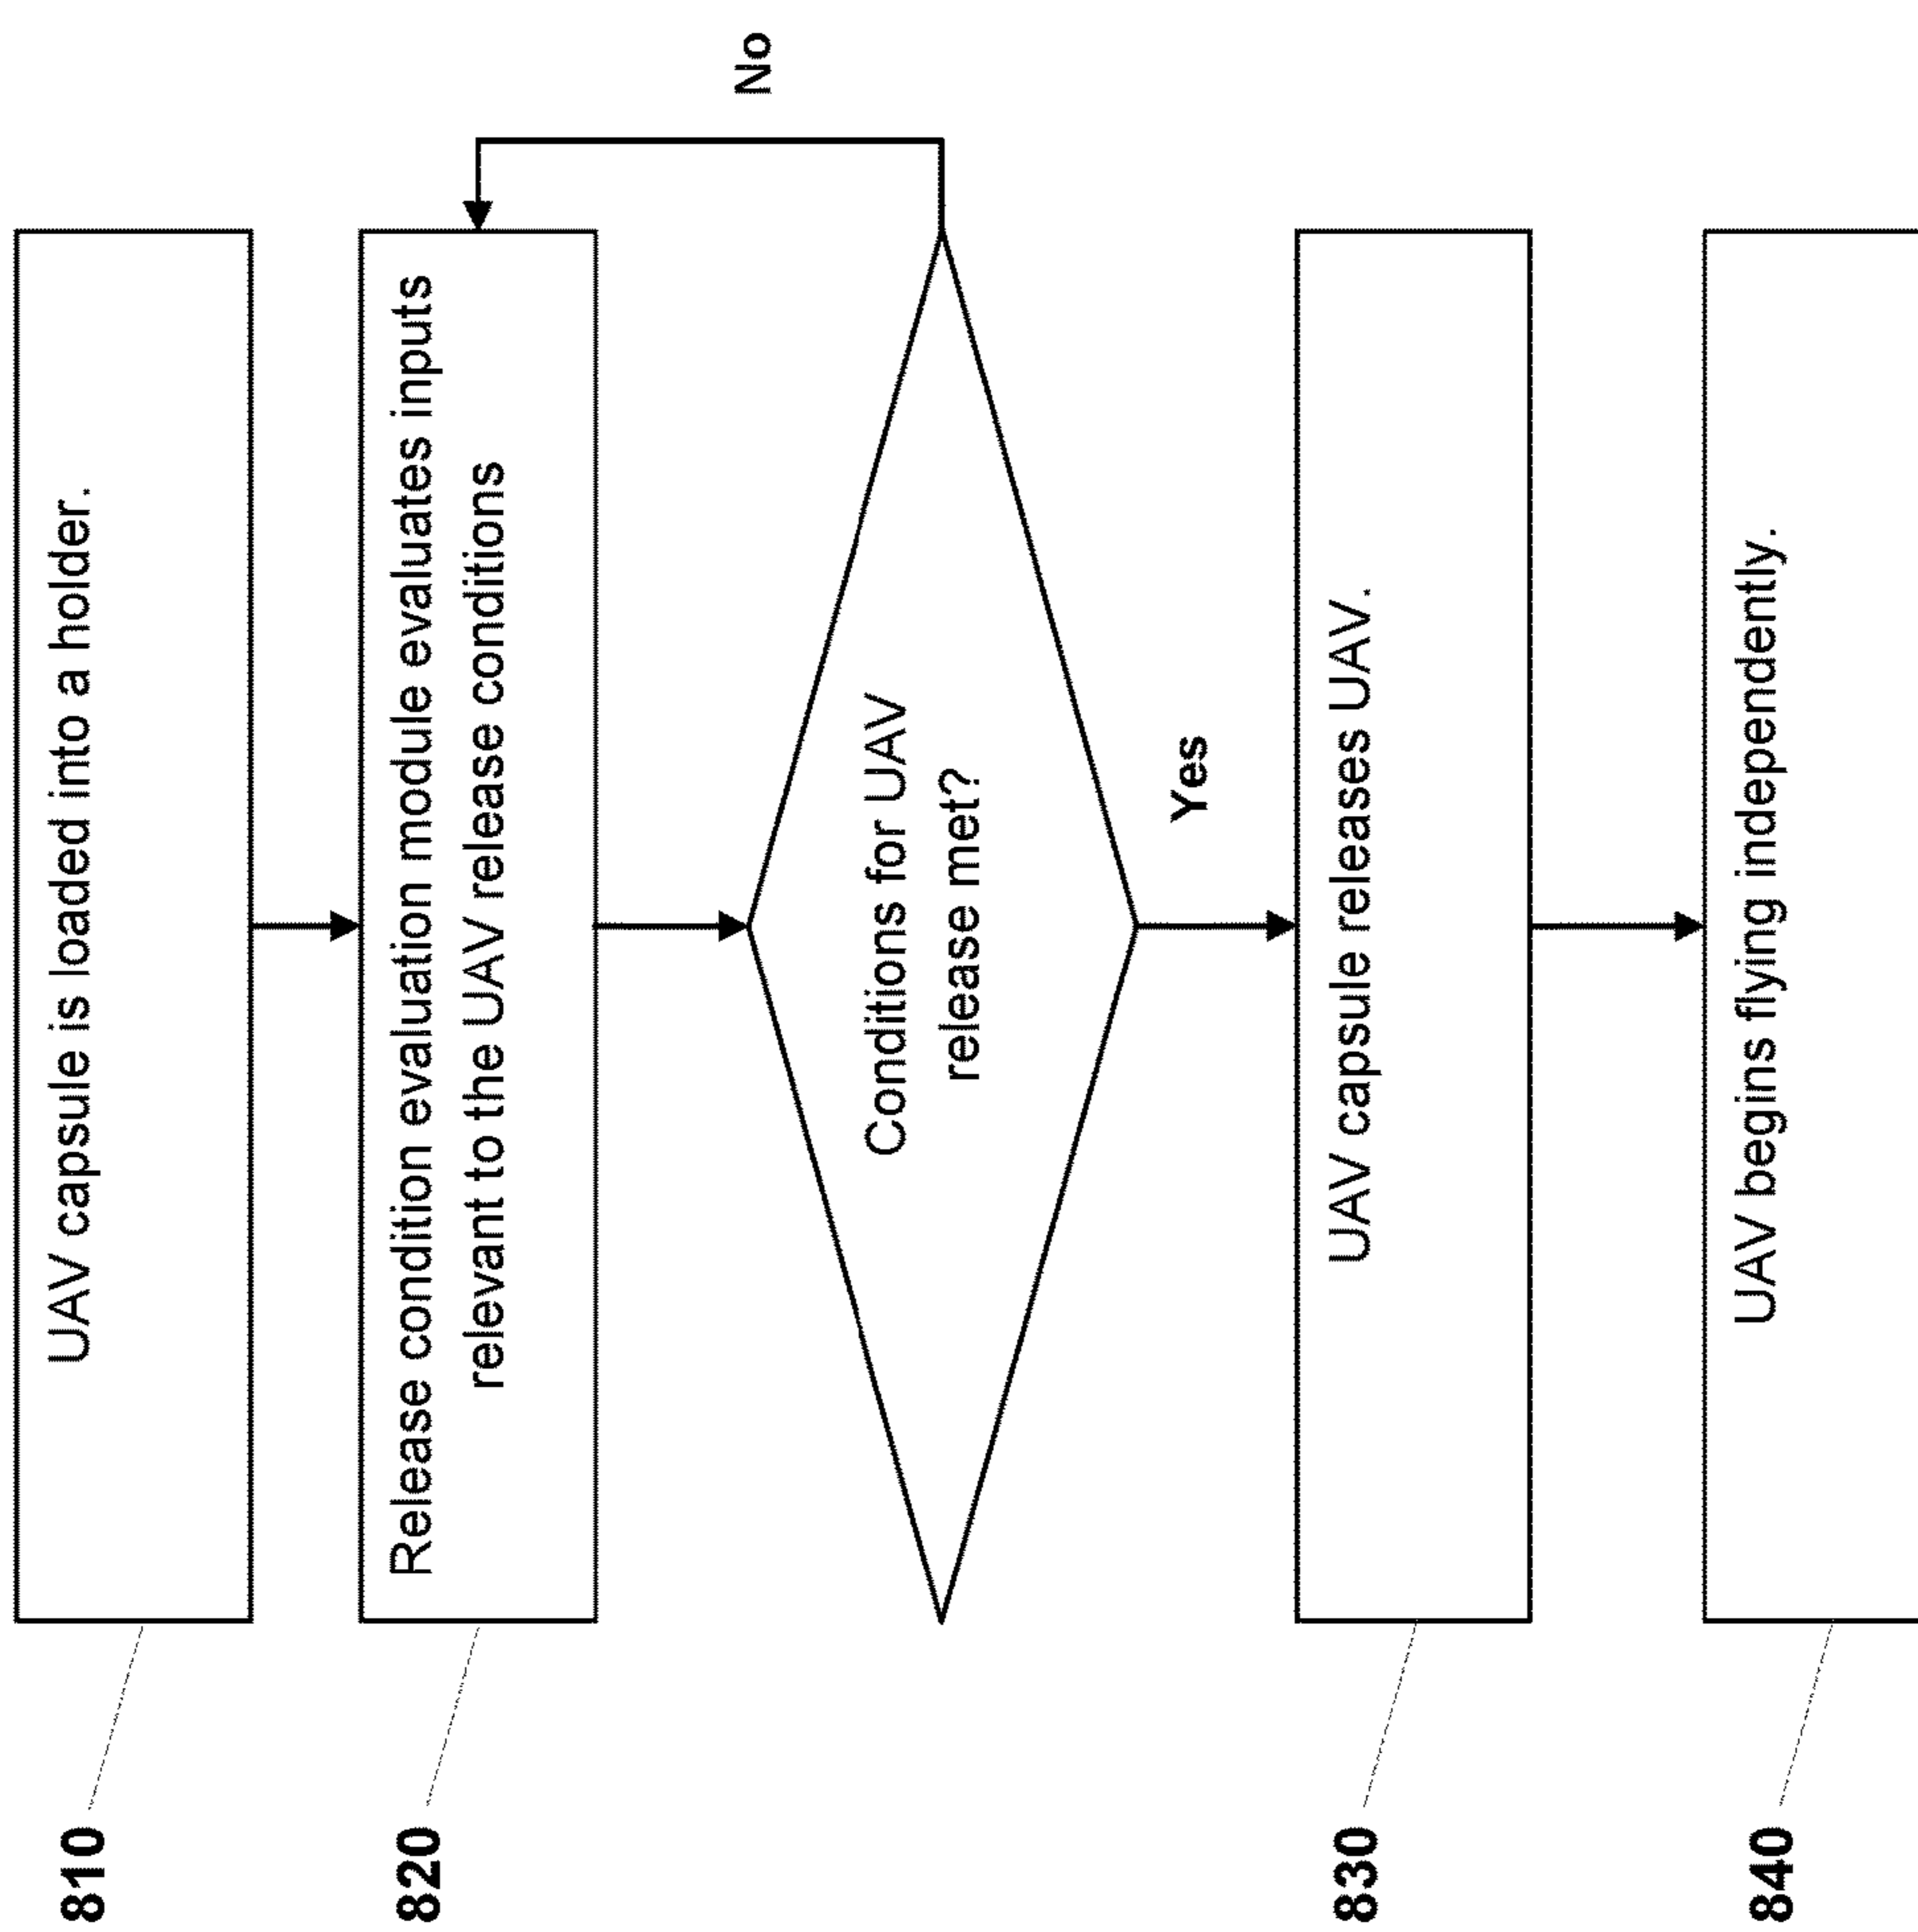 810
UAV capsule is loaded into a holder.
820
Release condition evaluation module evaluates inputs
relevant to the UAV release conditions
Conditions for UAV
release met?
No
Yes
830
UAV capsule releases UAV.
840
UAV begins flying independently.